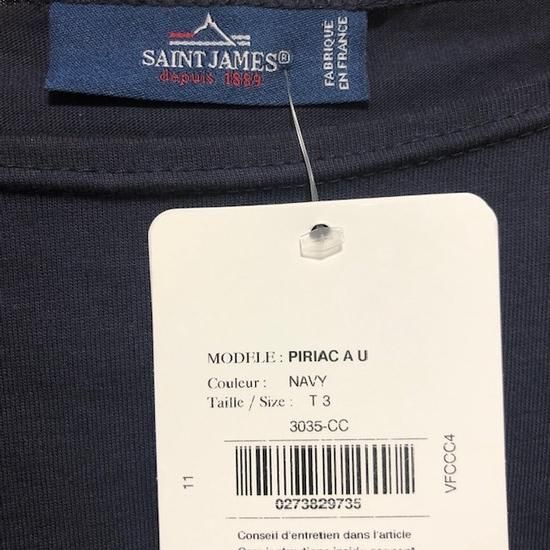 SAINT JAMES®
depuis 1889
FABRIQUÉ
EN FRANCE
MODELE : PIRIAC A U
Couleur : NAVY
Taille / Size : T 3
3035-CC
11
VFCCC4
0273829735
Conseil d'entretien dans l'article